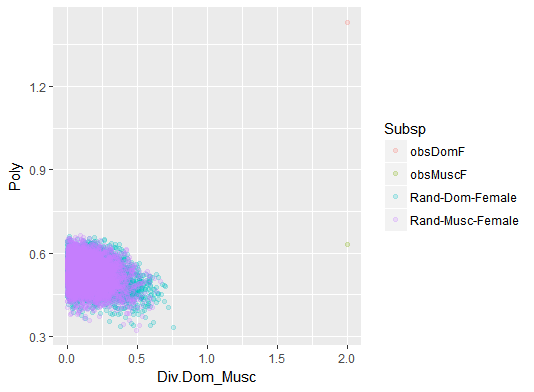 1.2
0.9
0.6
0.3
Poly
0.0 0.5 1.0 1.5 2.0
Div.Dom_Musc
Subsp
obsDomF
obsMuscF
Rand-Dom-Female
Rand-Musc-Female